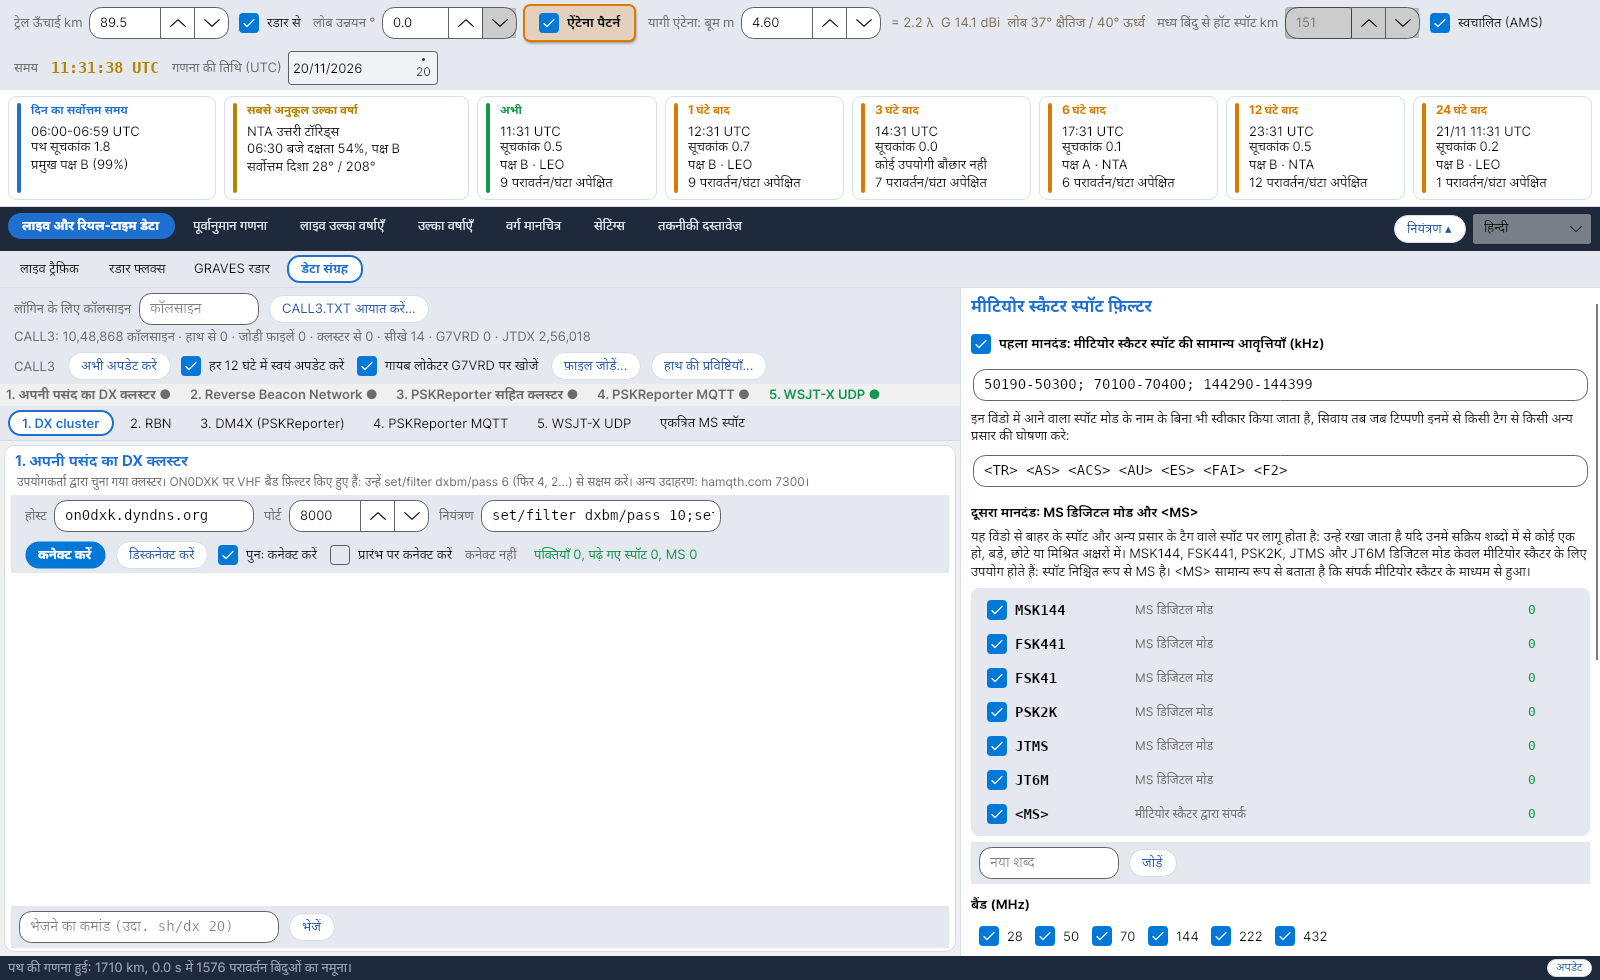 ट्रेल ऊँचाई km 89.5 रडार से लोब उन्नयन ° 0.0 ऐंटेना पैटर्न यागी एंटेना: बूम m 4.60 = 2.2 λ G 14.1 dBi लोब 37° क्षैतिज / 40° ऊर्ध्व मध्य बिंदु से हॉट स्पॉट km 151 स्वचालित (AMS)
समय 11:31:38 UTC गणना की तिथि (UTC) 20/11/2026 20
दिन का सर्वोत्तम समय
06:00-06:59 UTC
पथ सूचकांक 1.8
प्रमुख पक्ष B (99%)
सबसे अनुकूल उल्का वर्षा
NTA उत्तरी टॉरिड्स
06:30 बजे दक्षता 54%, पक्ष B
सर्वोत्तम दिशा 28° / 208°
अभी
11:31 UTC
सूचकांक 0.5
पक्ष B · LEO
9 परावर्तन/घंटा अपेक्षित
1 घंटे बाद
12:31 UTC
सूचकांक 0.7
पक्ष B · LEO
9 परावर्तन/घंटा अपेक्षित
3 घंटे बाद
14:31 UTC
सूचकांक 0.0
कोई उपयोगी बौछार नहीं
7 परावर्तन/घंटा अपेक्षित
6 घंटे बाद
17:31 UTC
सूचकांक 0.1
पक्ष A · NTA
6 परावर्तन/घंटा अपेक्षित
12 घंटे बाद
23:31 UTC
सूचकांक 0.5
पक्ष B · NTA
12 परावर्तन/घंटा अपेक्षित
24 घंटे बाद
21/11 11:31 UTC
सूचकांक 0.2
पक्ष B · LEO
1 परावर्तन/घंटा अपेक्षित
लाइव और रियल-टाइम डेटा पूर्वानुमान गणना लाइव उल्का वर्षाएँ उल्का वर्षाएँ वर्ग मानचित्र सेटिंग्स तकनीकी दस्तावेज़ नियंत्रण ▴ हिन्दी
लाइव ट्रैफ़िक रडार फ्लक्स GRAVES रडार डेटा संग्रह
लॉगिन के लिए कॉलसाइन कॉलसाइन CALL3.TXT आयात करें...
CALL3: 10,48,868 कॉलसाइन · हाथ से 0 · जोड़ी फ़ाइलें 0 · क्लस्टर से 0 · सीखे 14 · G7VRD 0 · JTDX 2,56,018
CALL3 अभी अपडेट करें हर 12 घंटे में स्वयं अपडेट करें गायब लोकेटर G7VRD पर खोजें फ़ाइल जोड़ें... हाथ की प्रविष्टियाँ...
1. अपनी पसंद का DX क्लस्टर ● 2. Reverse Beacon Network ● 3. PSKReporter सहित क्लस्टर ● 4. PSKReporter MQTT ● 5. WSJT-X UDP ●
1. DX cluster 2. RBN 3. DM4X (PSKReporter) 4. PSKReporter MQTT 5. WSJT-X UDP एकत्रित MS स्पॉट
1. अपनी पसंद का DX क्लस्टर
उपयोगकर्ता द्वारा चुना गया क्लस्टर। ON0DXK पर VHF बैंड फ़िल्टर किए हुए हैं: उन्हें set/filter dxbm/pass 6 (फिर 4, 2...) से सक्षम करें। अन्य उदाहरण: hamqth.com 7300।
होस्ट on0dxk.dyndns.org पोर्ट 8000 नियंत्रण set/filter dxbm/pass 10;se
कनेक्ट करें डिस्कनेक्ट करें पुनः कनेक्ट करें प्रारंभ पर कनेक्ट करें कनेक्ट नहीं पंक्तियाँ 0, पढ़े गए स्पॉट 0, MS 0
भेजने का कमांड (उदा. sh/dx 20) भेजें
मीटियोर स्कैटर स्पॉट फ़िल्टर
पहला मानदंड: मीटियोर स्कैटर स्पॉट की सामान्य आवृत्तियाँ (kHz)
50190-50300; 70100-70400; 144290-144399
इन विंडो में आने वाला स्पॉट मोड के नाम के बिना भी स्वीकार किया जाता है, सिवाय तब जब टिप्पणी इनमें से किसी टैग से किसी अन्य
प्रसार की घोषणा करे:
<TR> <AS> <ACS> <AU> <ES> <FAI> <F2>
दूसरा मानदंड: MS डिजिटल मोड और <MS>
यह विंडो से बाहर के स्पॉट और अन्य प्रसार के टैग वाले स्पॉट पर लागू होता है: उन्हें रखा जाता है यदि उनमें सक्रिय शब्दों में से कोई एक
हो, बड़े, छोटे या मिश्रित अक्षरों में। MSK144, FSK441, PSK2K, JTMS और JT6M डिजिटल मोड केवल मीटियोर स्कैटर के लिए
उपयोग होते हैं: स्पॉट निश्चित रूप से MS है। <MS> सामान्य रूप से बताता है कि संपर्क मीटियोर स्कैटर के माध्यम से हुआ।
MSK144 MS डिजिटल मोड 0
FSK441 MS डिजिटल मोड 0
FSK41 MS डिजिटल मोड 0
PSK2K MS डिजिटल मोड 0
JTMS MS डिजिटल मोड 0
JT6M MS डिजिटल मोड 0
<MS> मीटियोर स्कैटर द्वारा संपर्क 0
नया शब्द जोड़ें
बैंड (MHz)
28 50 70 144 222 432
पथ की गणना हुई: 1710 km, 0.0 s में 1576 परावर्तन बिंदुओं का नमूना। अपडेट